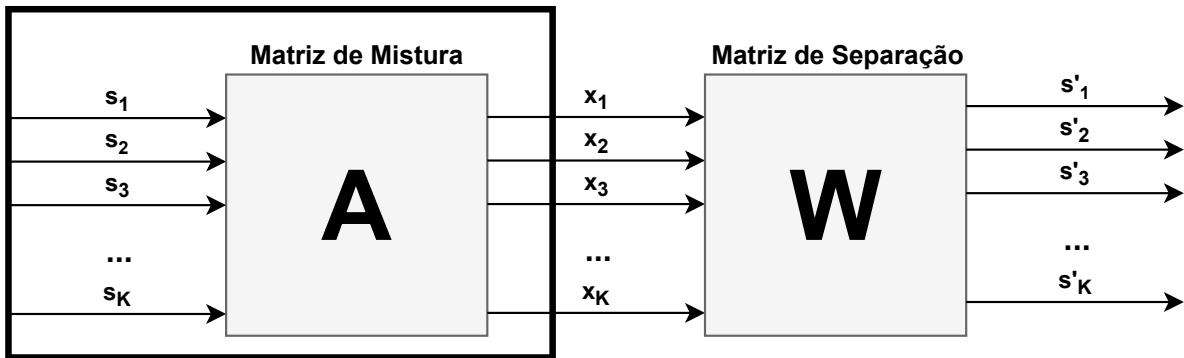 Matriz de Mistura
Matriz de Separação
s1
s2
s3
...
sK
A
x1
x2
x3
...
xK
W
s'1
s'2
s'3
...
s'K